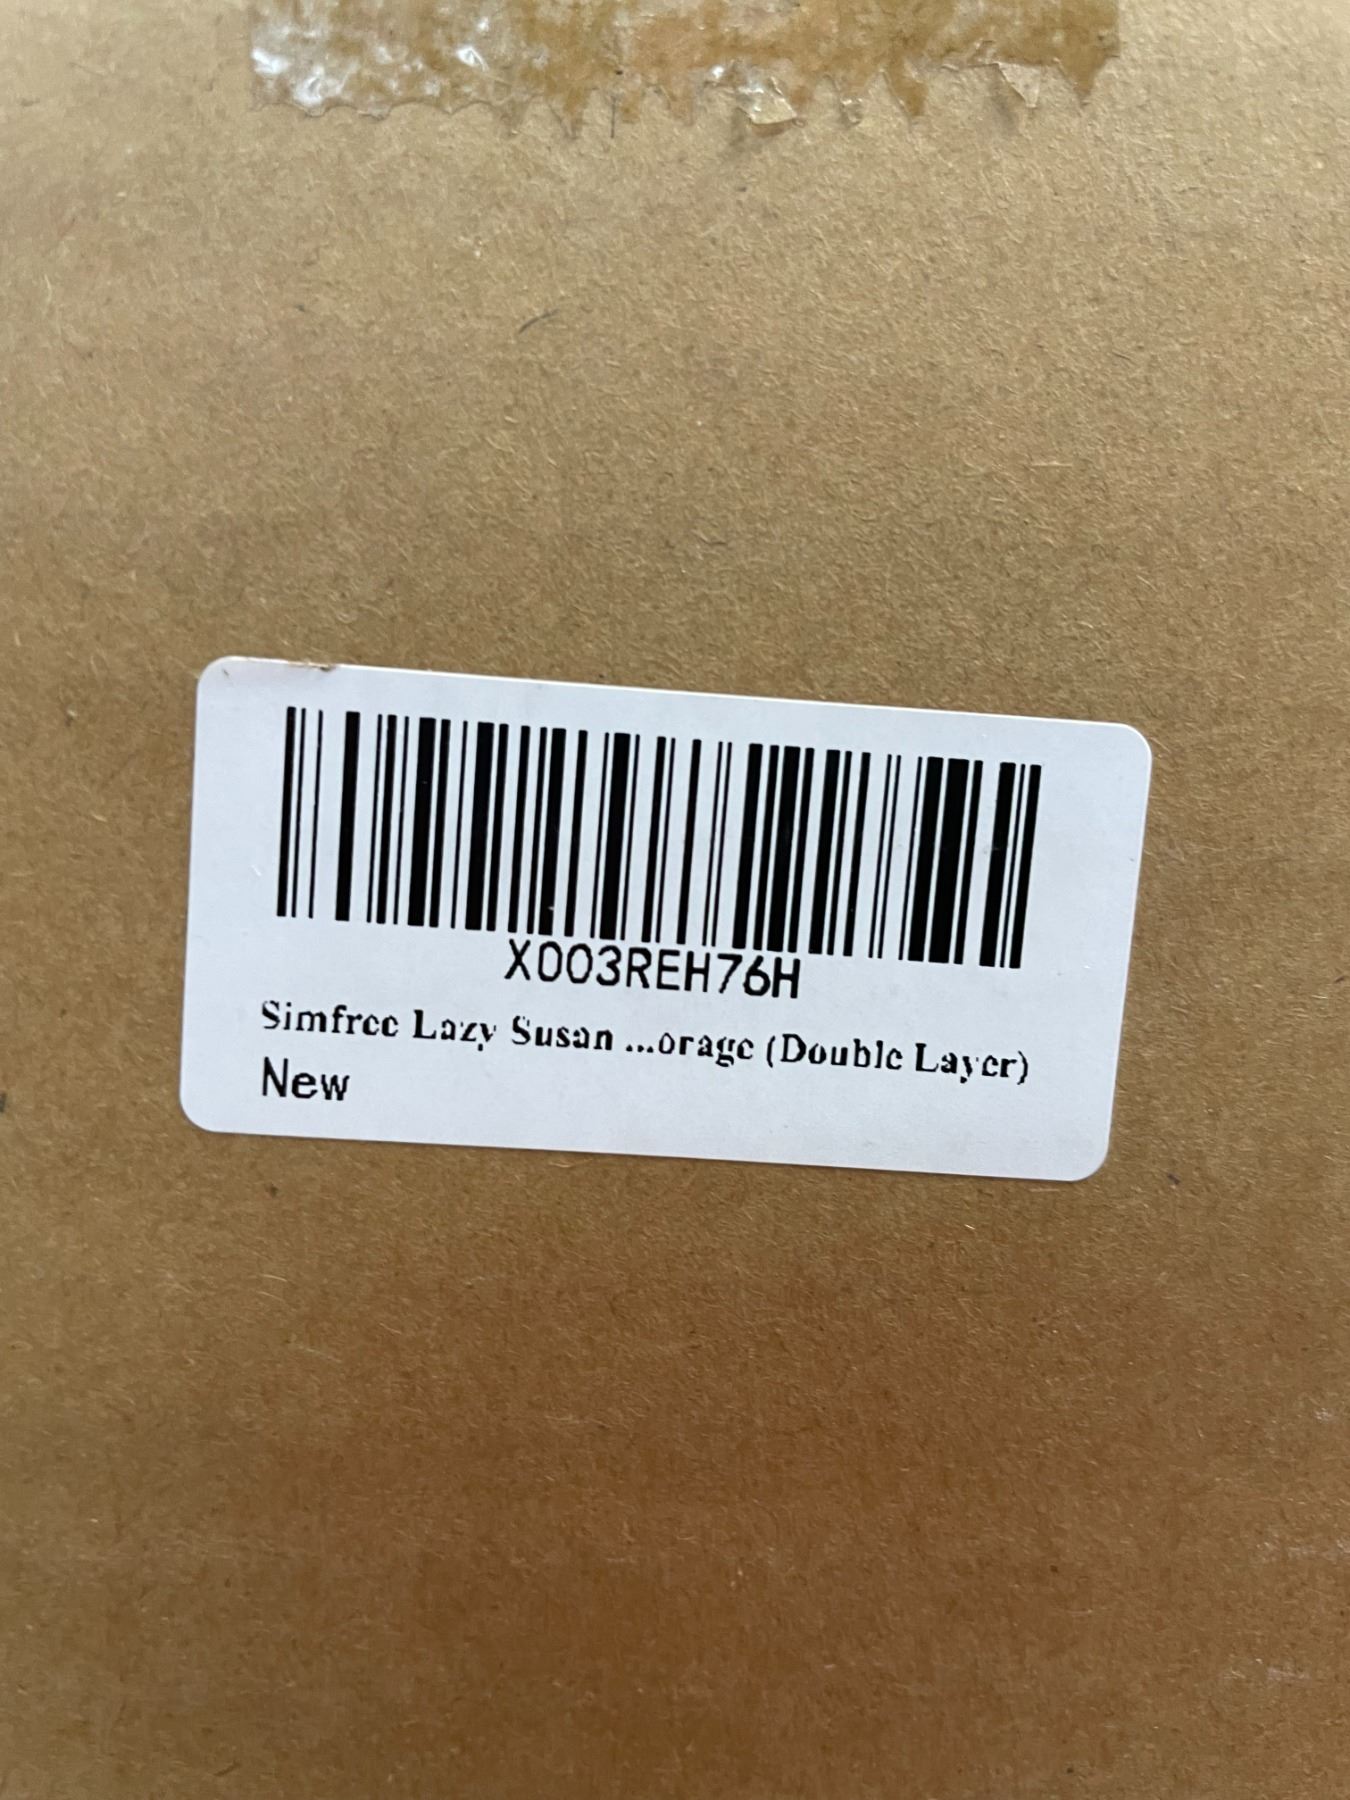 X003REH76H
Simfree Lazy Susan ...orage (Double Layer)
New